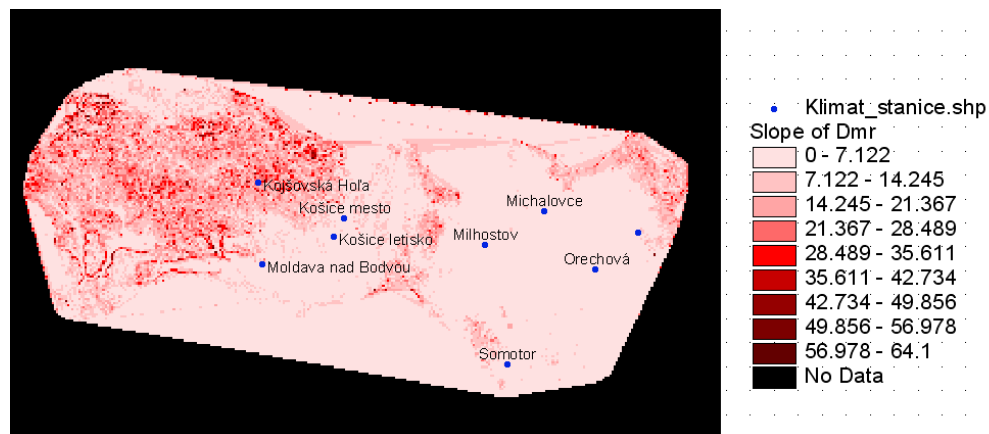 Kojšovská Hoľa
Košice mesto
Košice letisko
Moldava nad Bodvou
Michalovce
Milhostov
Orechová
Somotor
Klimat_stanice.shp
Slope of Dmr
0 - 7.122
7.122 - 14.245
14.245 - 21.367
21.367 - 28.489
28.489 - 35.611
35.611 - 42.734
42.734 - 49.856
49.856 - 56.978
56.978 - 64.1
No Data